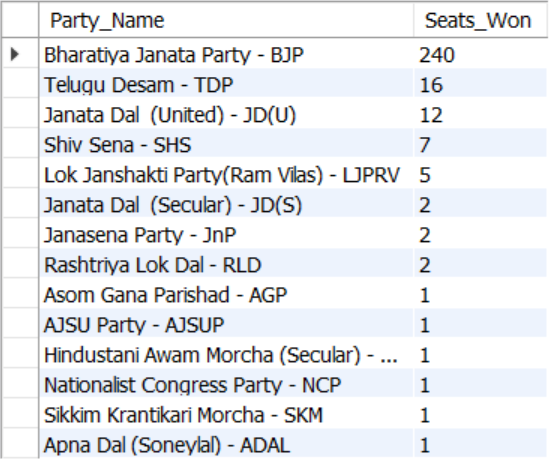 Party_Name Seats_Won
Bharatiya Janata Party - BJP 240
Telugu Desam - TDP 16
Janata Dal  (United) - JD(U) 12
Shiv Sena - SHS 7
Lok Janshakti Party(Ram Vilas) - LJPRV 5
Janata Dal  (Secular) - JD(S) 2
Janasena Party - JnP 2
Rashtriya Lok Dal - RLD 2
Asom Gana Parishad - AGP 1
AJSU Party - AJSUP 1
Hindustani Awam Morcha (Secular) - ... 1
Nationalist Congress Party - NCP 1
Sikkim Krantikari Morcha - SKM 1
Apna Dal (Soneylal) - ADAL 1